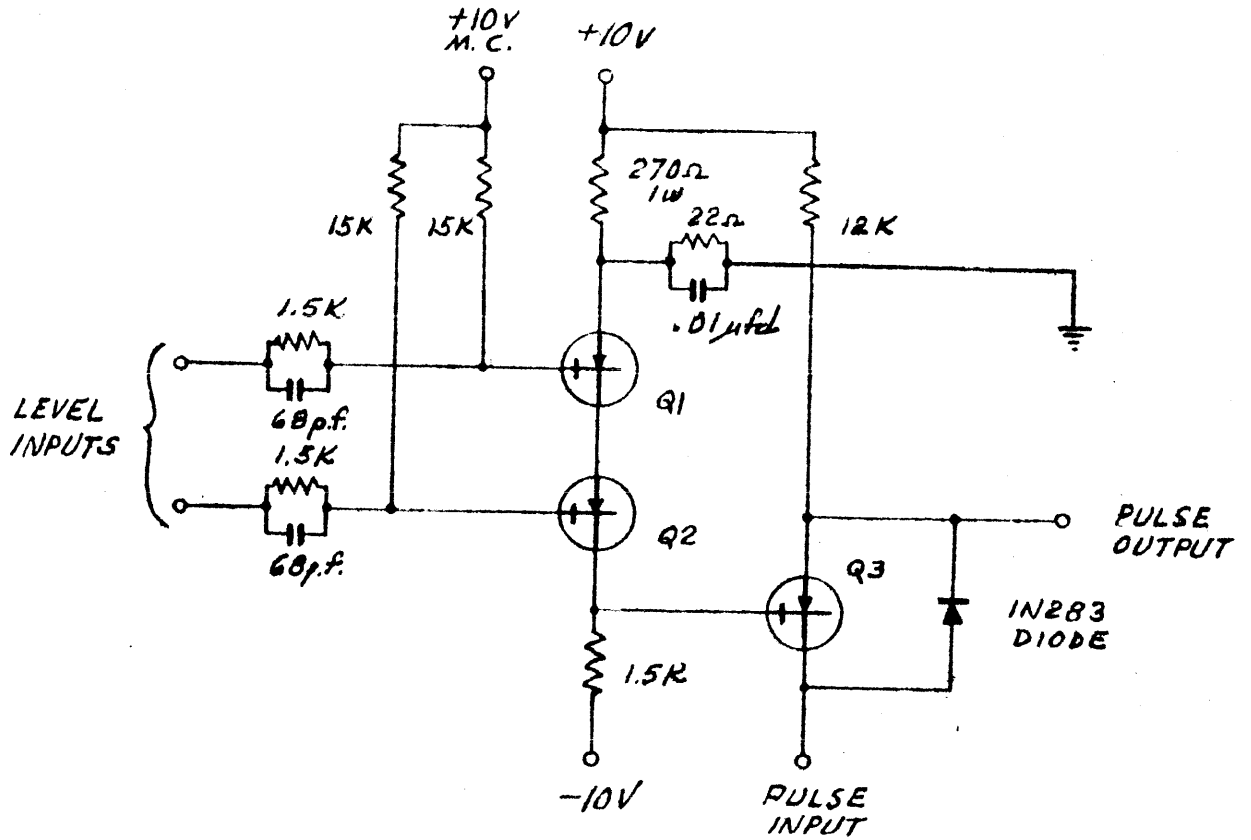 +10V
M. C.
+10V
270Ω
1W
22Ω
.01μfd
15K
15K
12K
1.5K
68p.f.
LEVEL
INPUTS
1.5K
68p.f.
Q1
Q2
Q3
PULSE
OUTPUT
IN283
DIODE
1.5K
-10V
PULSE
INPUT